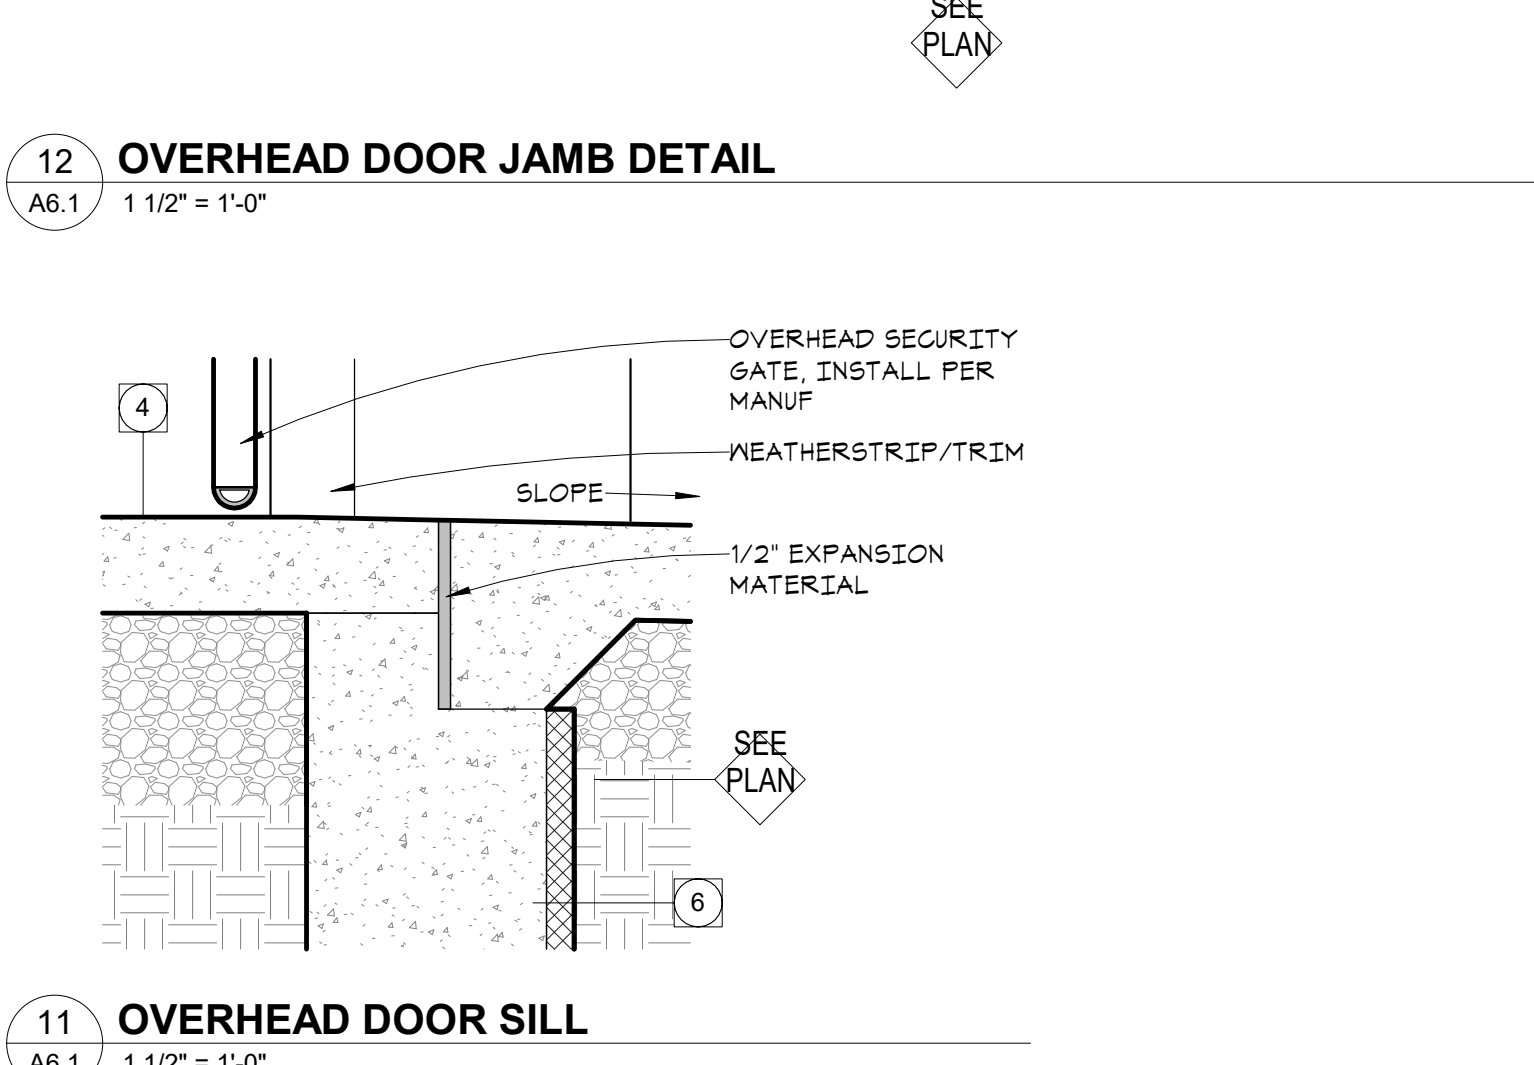 SEE
PLAN
12
OVERHEAD DOOR JAMB DETAIL
A6.1
1 1/2" = 1'-0"
OVERHEAD SECURITY
GATE, INSTALL PER
MANUF
4
WEATHERSTRIP/TRIM
SLOPE
1/2" EXPANSION
MATERIAL
SEE
PLAN
6
11
OVERHEAD DOOR SILL
A6.1
1 1/2" = 1'-0"